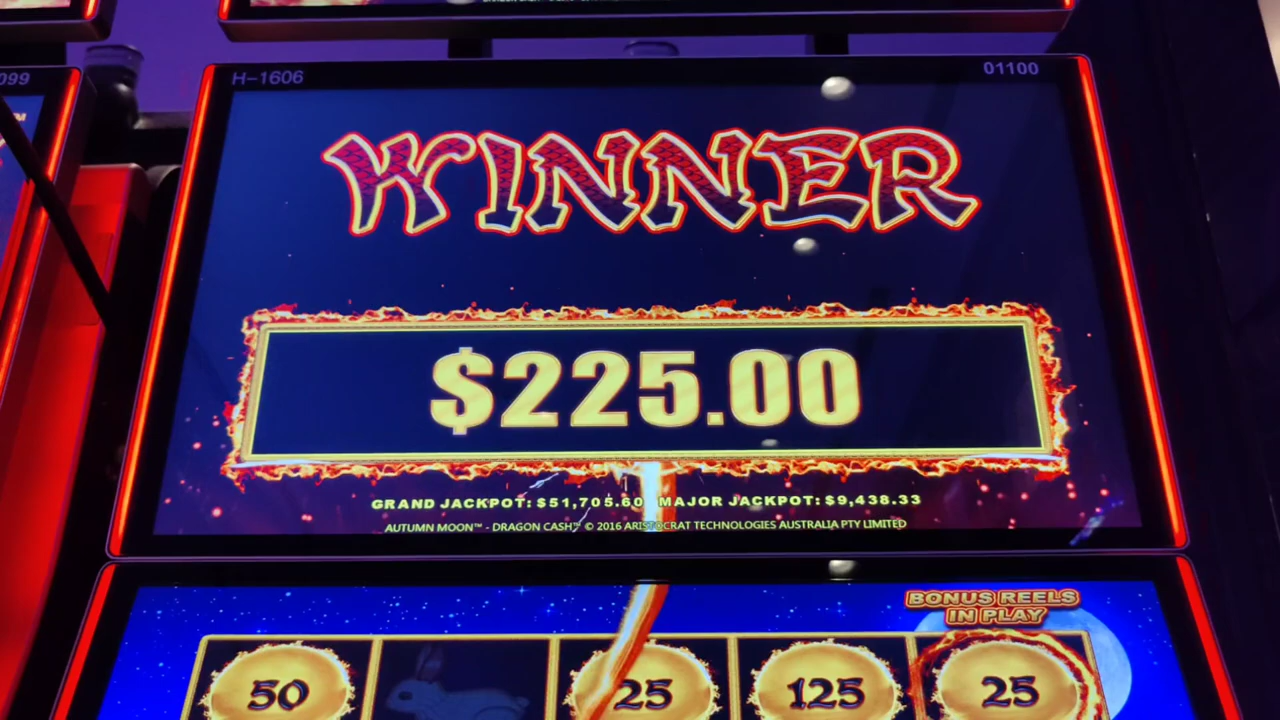 H-1606
01100
099
WINNER
$225.00
GRAND JACKPOT: $51,705.60 MAJOR JACKPOT: $9,438.33
AUTUMN MOON™ - DRAGON CASH™ © 2016 ARISTOCRAT TECHNOLOGIES AUSTRALIA PTY LIMITED
BONUS REELS
IN PLAY
50
25
125
25